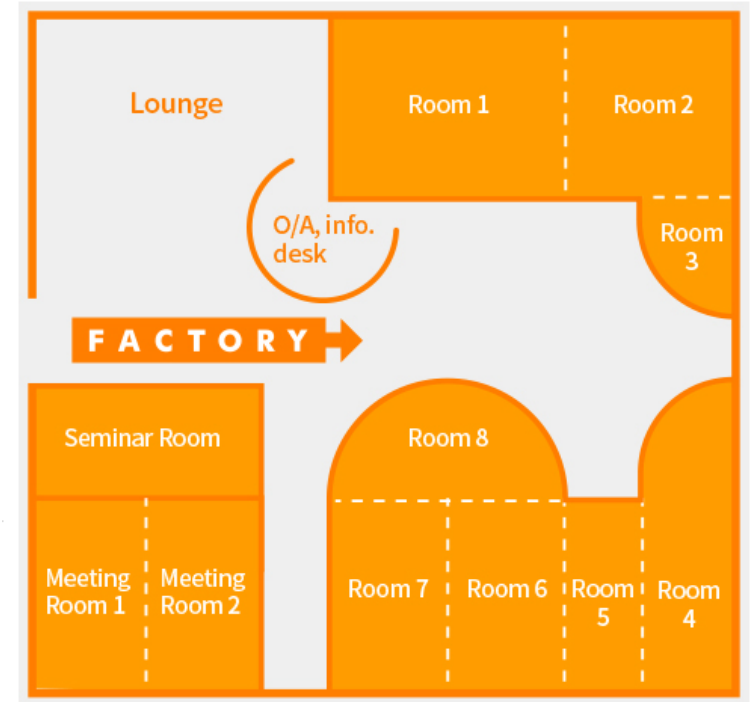 Lounge
Room 1
Room 2
O/A, info.
desk
Room
3
FACTORY
Seminar Room
Room 8
Meeting
Room 1
Meeting
Room 2
Room 7
Room 6
Room
5
Room
4